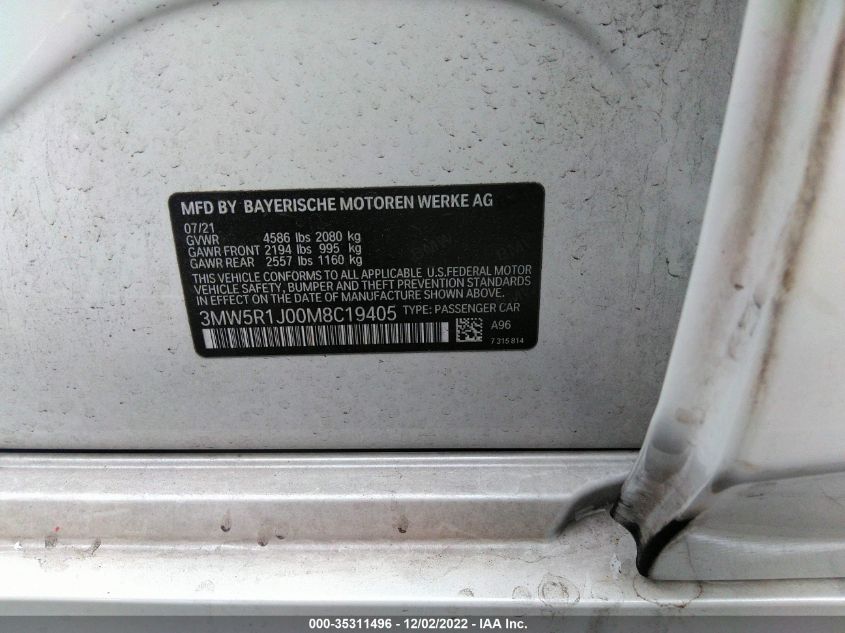 MFD BY BAYERISCHE MOTOREN WERKE AG
07/21
GVWR 4586 lbs 2080 kg
GAWR FRONT 2194 lbs 995 kg
GAWR REAR 2557 lbs 1160 kg
THIS VEHICLE CONFORMS TO ALL APPLICABLE U.S.FEDERAL MOTOR
VEHICLE SAFETY, BUMPER AND THEFT PREVENTION STANDARDS
IN EFFECT ON THE DATE OF MANUFACTURE SHOWN ABOVE.
3MW5R1J00M8C19405 TYPE: PASSENGER CAR
A96
7 315 814
000-35311496 - 12/02/2022 - IAA Inc.